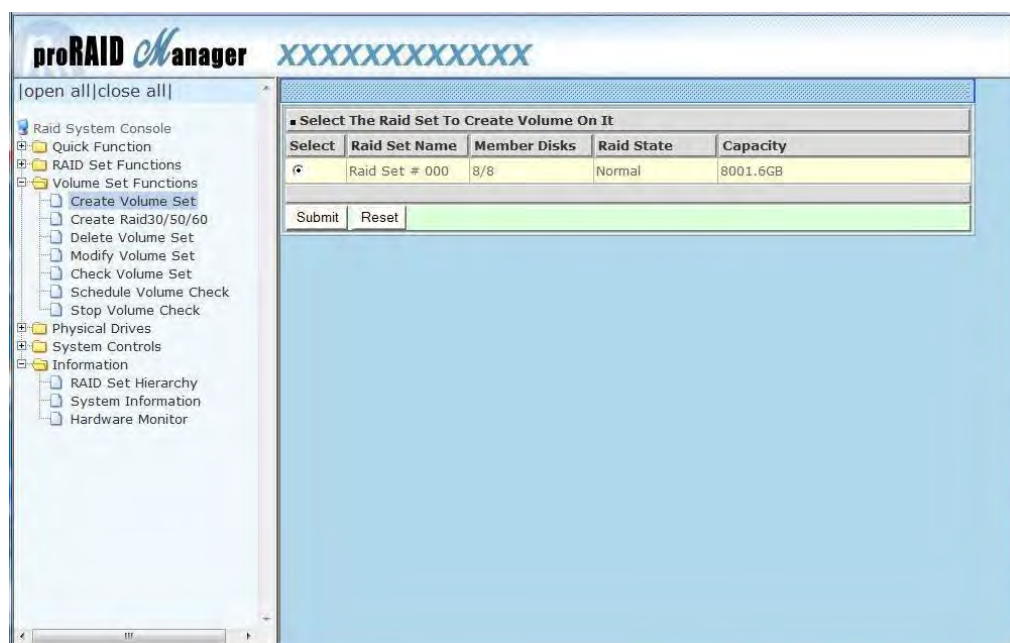 proRAID Manager XXXXXXXXXXXXX
|open all|close all|
Raid System Console
Quick Function
RAID Set Functions
Volume Set Functions
Create Volume Set
Create Raid30/50/60
Delete Volume Set
Modify Volume Set
Check Volume Set
Schedule Volume Check
Stop Volume Check
Physical Drives
System Controls
Information
RAID Set Hierarchy
System Information
Hardware Monitor
Select The Raid Set To Create Volume On It
Select Raid Set Name Member Disks Raid State Capacity
Raid Set # 000 8/8 Normal 8001.6GB
Submit Reset